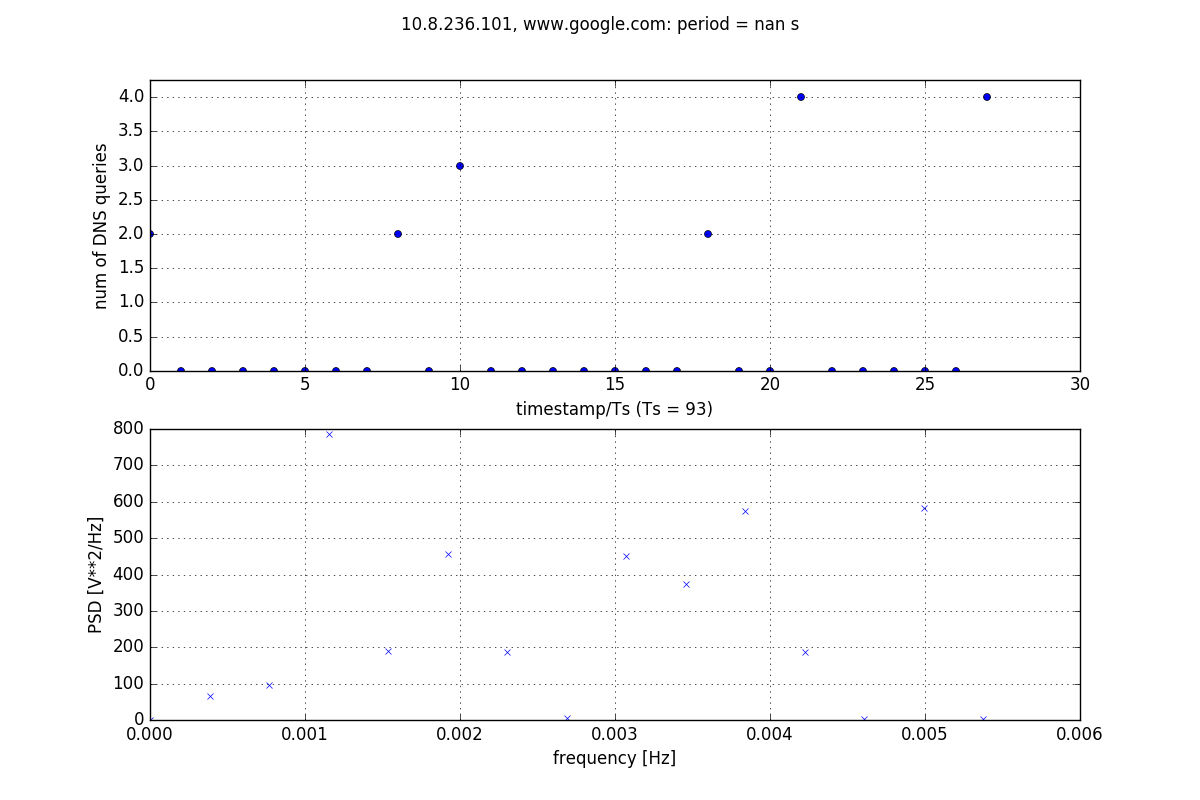 10.8.236.101, www.google.com: period = nan s
num of DNS queries
4.0
3.5
3.0
2.5
2.0
1.5
1.0
0.5
0.0
0 5 10 15 20 25 30
timestamp/Ts (Ts = 93)
PSD [V**2/Hz]
800
700
600
500
400
300
200
100
0
0.000 0.001 0.002 0.003 0.004 0.005 0.006
frequency [Hz]